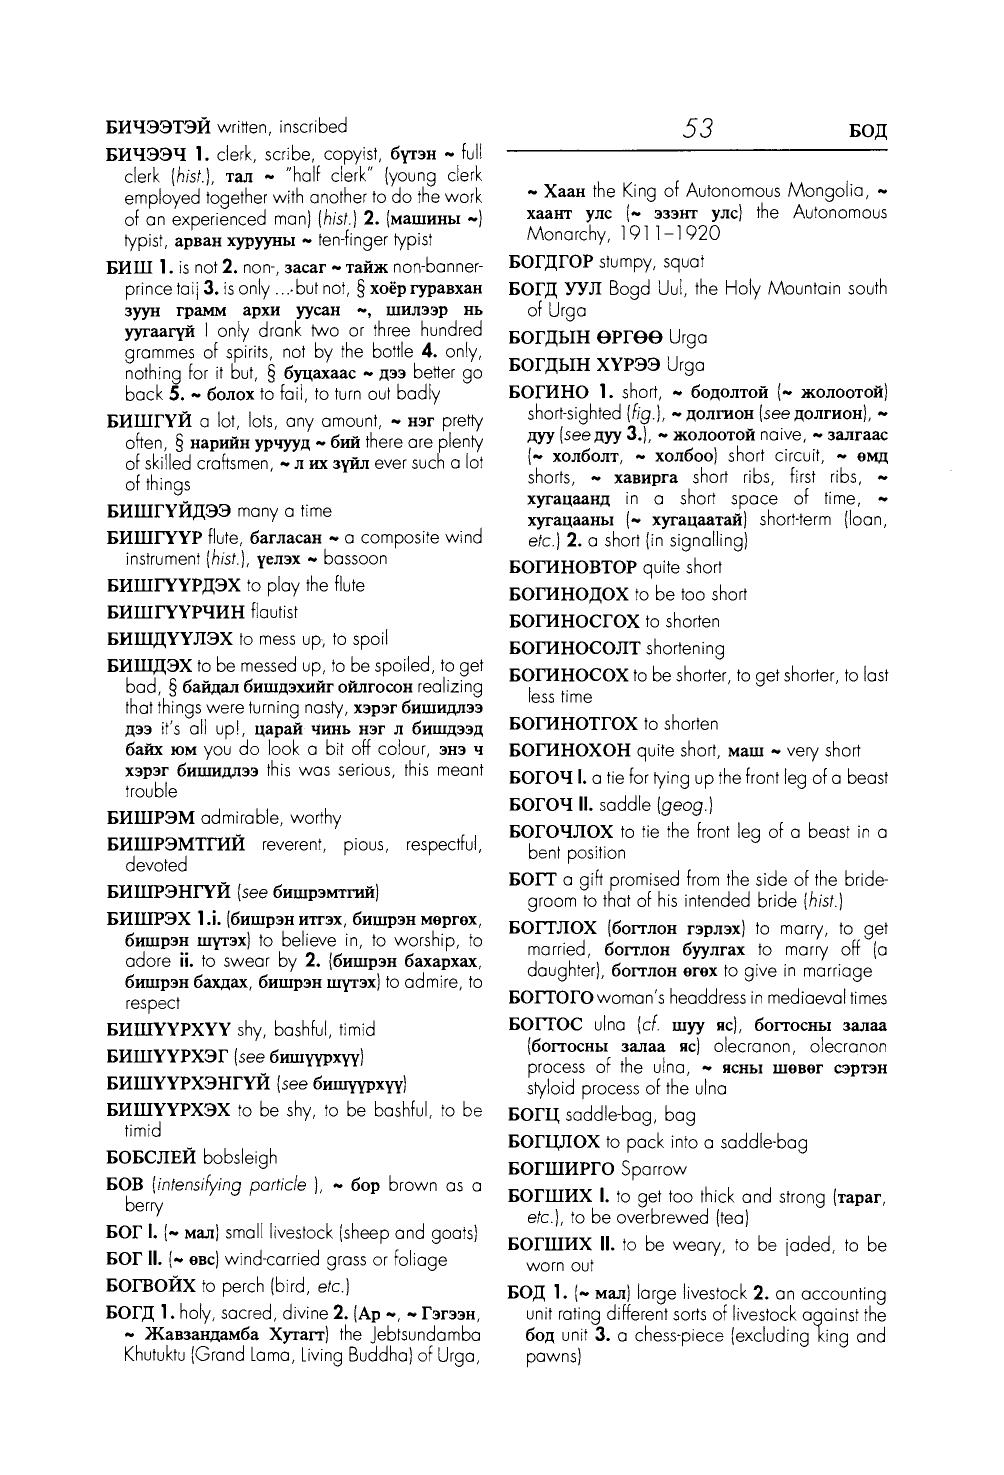 БИЧЭЭТЭЙ written, inscribed
БИЧЭЭЧ 1. clerk, scribe, copyist, бүтэн ~ full
clerk (hist.), тал ~ "half clerk" (young clerk
employed together with another to do the work
of an experienced man) (hist.) 2. (машины ~)
typist, арван хурууны ~ ten-finger typist
БИШ 1. is not 2. non-, засаг ~ тайж non-banner-
prince taij 3. is only ... but not, § хоёр гуравхан
зуун грамм архи уусан ~, шилээр нь
уугаагүй I only drank two or three hundred
grammes of spirits, not by the bottle 4. only,
nothing for it but, § буцахаас ~ дээ better go
back 5. ~ болох to fail, to turn out badly
БИШГҮЙ a lot, lots, any amount, ~ нэг pretty
often, § нарийн урчууд ~ бий there are plenty
of skilled craftsmen, ~ л их зүйл ever such a lot
of things
БИШГҮЙДЭЭ many a time
БИШГҮҮР flute, багласан ~ a composite wind
instrument (hist.), үелэх ~ bassoon
БИШГҮҮРДЭХ to play the flute
БИШГҮҮРЧИН flautist
БИШДҮҮЛЭХ to mess up, to spoil
БИШДЭХ to be messed up, to be spoiled, to get
bad, § байдал бишдэхийг ойлгосон realizing
that things were turning nasty, хэрэг бишидлээ
дээ it's all up!, царай чинь нэг л бишдээд
байх юм you do look a bit off colour, энэ ч
хэрэг бишидлээ this was serious, this meant
trouble
БИШРЭМ admirable, worthy
БИШРЭМТГИЙ reverent, pious, respectful,
devoted
БИШРЭНГҮЙ (see бишрэмтгий)
БИШРЭХ 1.i. (бишрэн итгэх, бишрэн мөргөх,
бишрэн шүтэх) to believe in, to worship, to
adore ii. to swear by 2. (бишрэн бахархах,
бишрэн бахдах, бишрэн шүтэх) to admire, to
respect
БИШҮҮРХҮҮ shy, bashful, timid
БИШҮҮРХЭГ (see бишүүрхүү)
БИШҮҮРХЭНГҮЙ (see бишүүрхүү)
БИШҮҮРХЭХ to be shy, to be bashful, to be
timid
БОБСЛЕЙ bobsleigh
БОВ (intensifying particle ), ~ бор brown as a
berry
БОГ I. (~ мал) small livestock (sheep and goats)
БОГ II. (~ өвс) wind-carried grass or foliage
БОГВОЙХ to perch (bird, etc.)
БОГД 1. holy, sacred, divine 2. (Ар ~, ~ Гэгээн,
~ Жавзандамба Хутагт) the Jebtsundamba
Khutuktu (Grand Lama, Living Buddha) of Urga,
53 БОД
~ Хаан the King of Autonomous Mongolia, ~
хаант улс (~ эзэнт улс) the Autonomous
Monarchy, 1911–1920
БОГДГОР stumpy, squat
БОГД УУЛ Bogd Uul, the Holy Mountain south
of Urga
БОГДЫН ӨРГӨӨ Urga
БОГДЫН ХҮРЭЭ Urga
БОГИНО 1. short, ~ бодолтой (~ жолоотой)
short-sighted (fig.), ~ долгион (see долгион), ~
дуу (see дуу 3.), ~ жолоотой naive, ~ залгаас
(~ холболт, ~ холбоо) short circuit, ~ өмд
shorts, ~ хавирга short ribs, first ribs, ~
хугацаанд in a short space of time, ~
хугацааны (~ хугацаатай) short-term (loan,
etc.) 2. a short (in signalling)
БОГИНОВТОР quite short
БОГИНОДОХ to be too short
БОГИНОСГОХ to shorten
БОГИНОСОЛТ shortening
БОГИНОСОХ to be shorter, to get shorter, to last
less time
БОГИНОТГОХ to shorten
БОГИНОХОН quite short, маш ~ very short
БОГОЧ I. a tie for tying up the front leg of a beast
БОГОЧ II. saddle (geog.)
БОГОЧЛОХ to tie the front leg of a beast in a
bent position
БОГТ a gift promised from the side of the bride-
groom to that of his intended bride (hist.)
БОГТЛОХ (богтлон гэрлэх) to marry, to get
married, богтлон буулгах to marry off (a
daughter), богтлон өгөх to give in marriage
БОГТОГО woman's headdress in mediaeval times
БОГТОС ulna (cf. шуу яс), богтосны залаа
(богтосны залаа яс) olecranon, olecranon
process of the ulna, ~ ясны шөвөг сэртэн
styloid process of the ulna
БОГЦ saddle-bag, bag
БОГЦЛОХ to pack into a saddle-bag
БОГШИРГО Sparrow
БОГШИХ I. to get too thick and strong (тараг,
etc.), to be overbrewed (tea)
БОГШИХ II. to be weary, to be jaded, to be
worn out
БОД 1. (~ мал) large livestock 2. an accounting
unit rating different sorts of livestock against the
бод unit 3. a chess-piece (excluding king and
pawns)